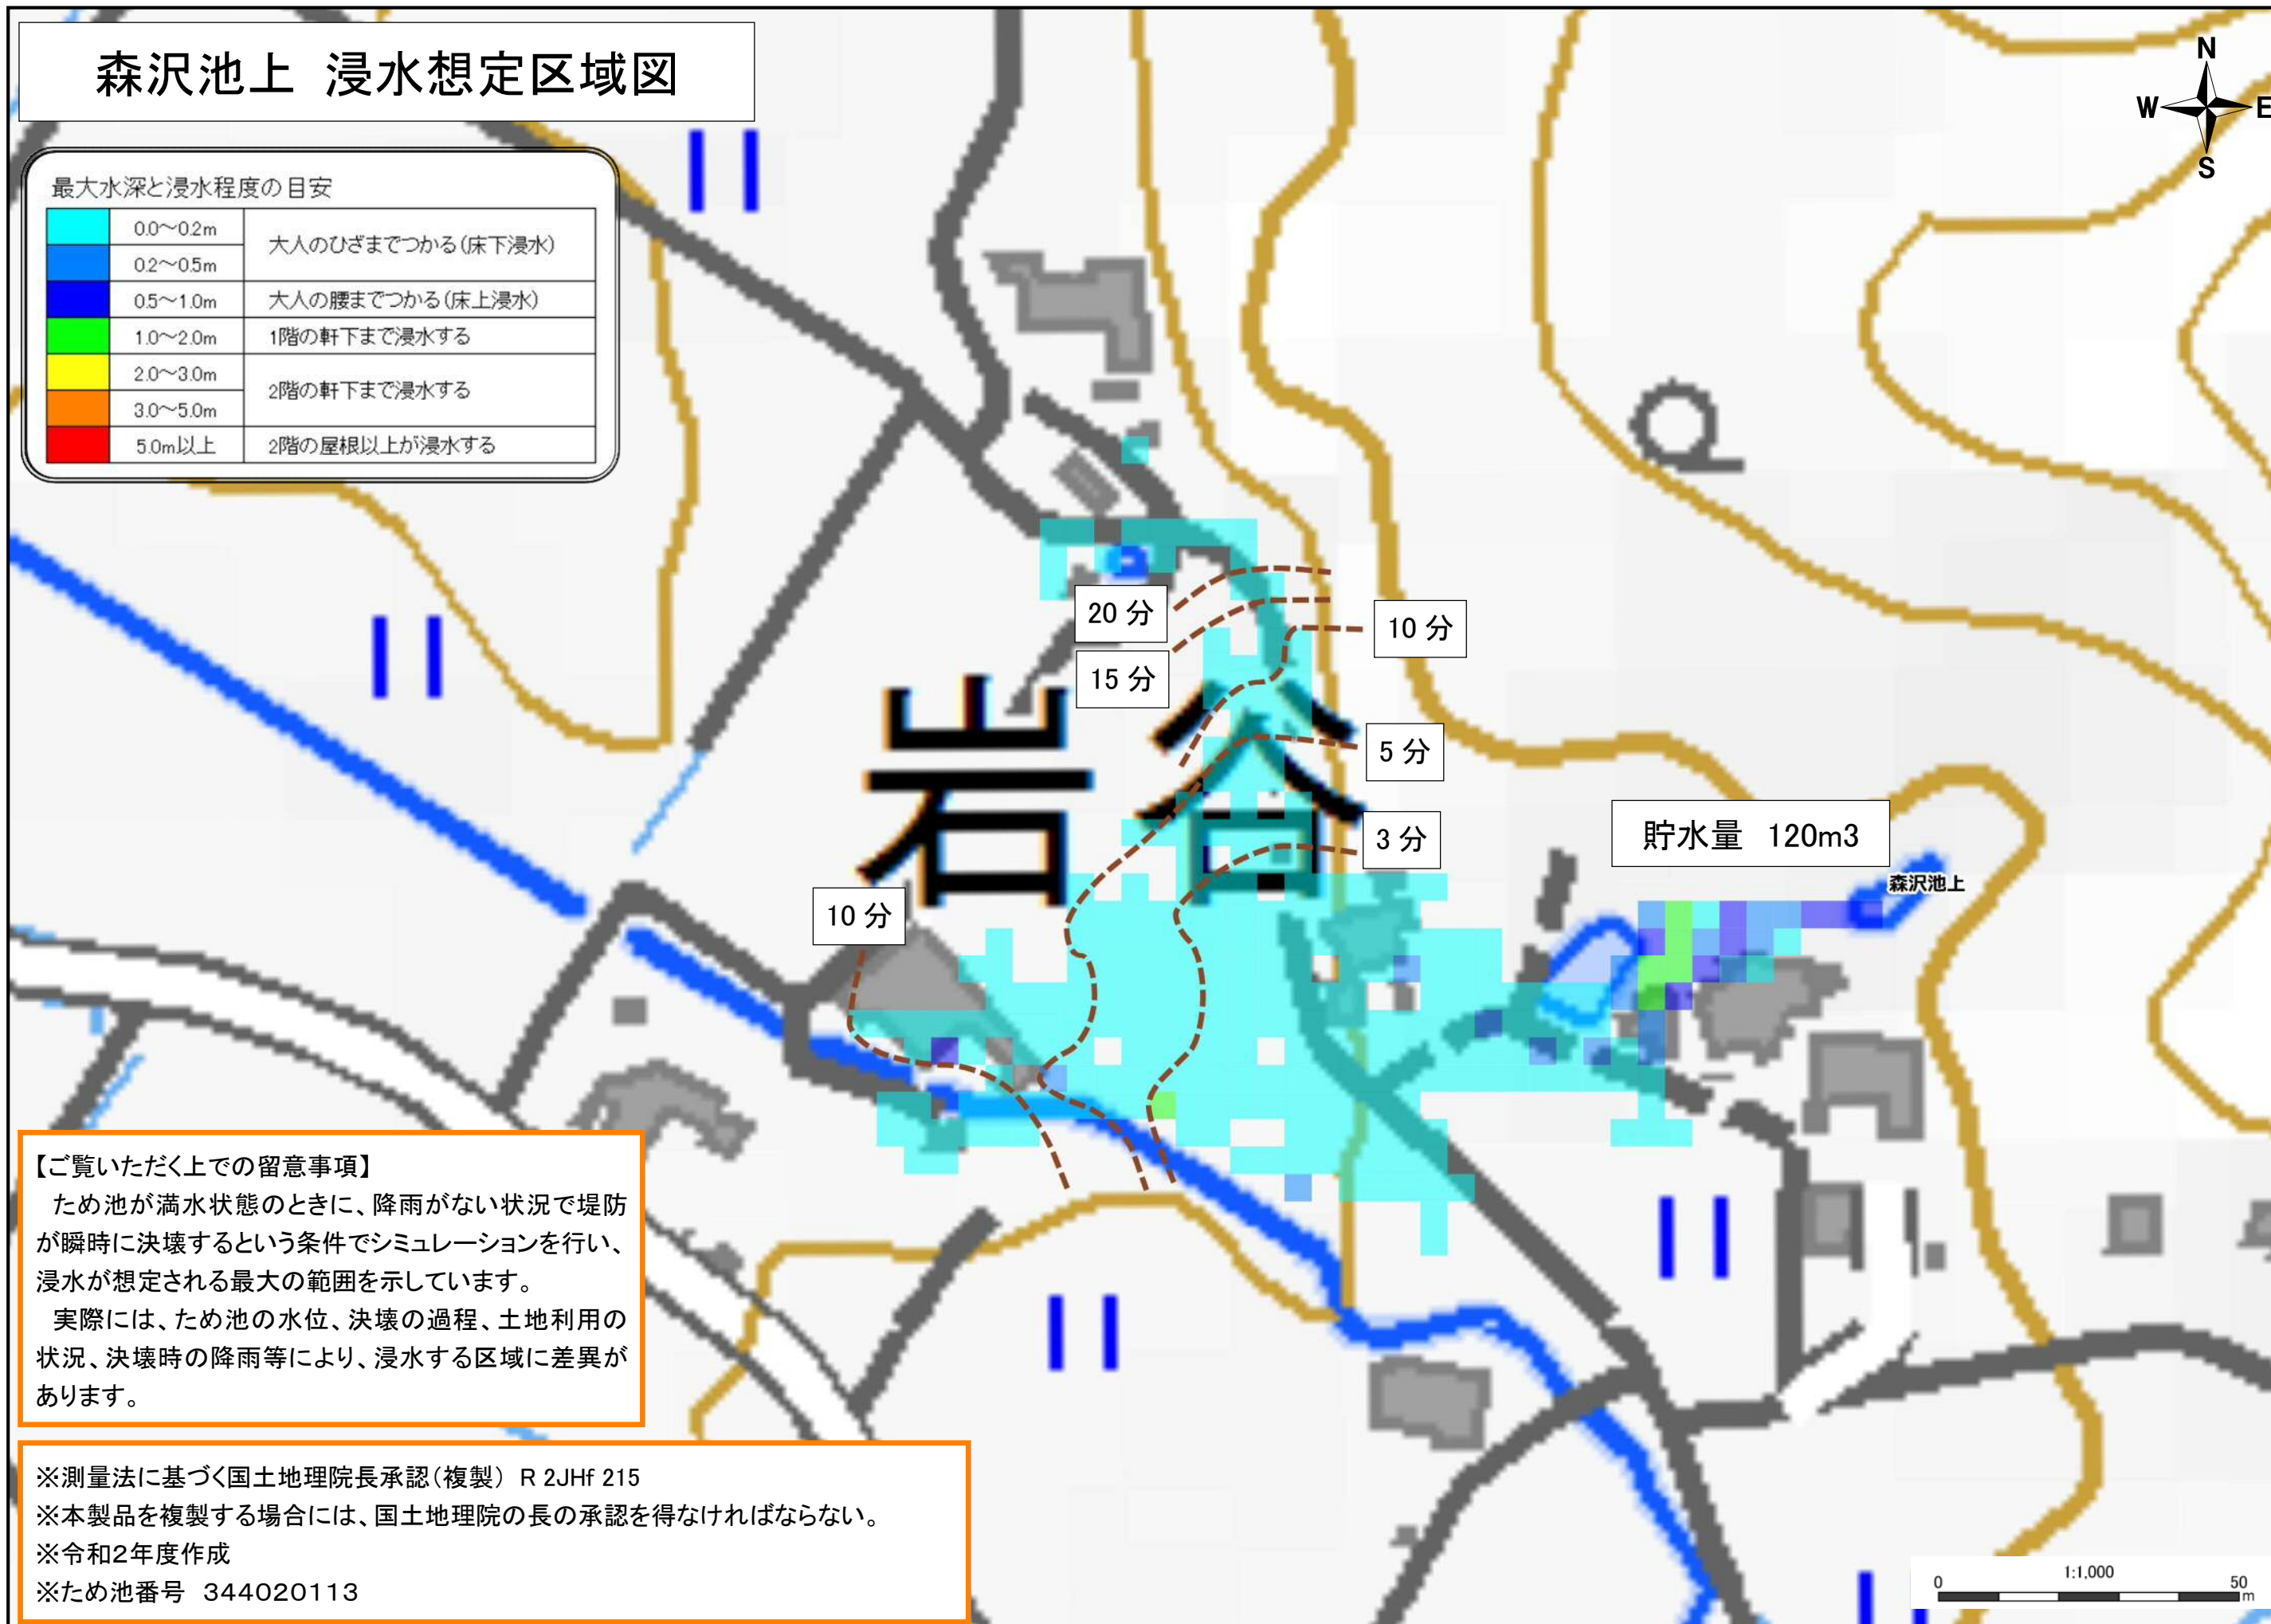 森沢池上 浸水想定区域図
N
W
E
S
最大水深と浸水程度の目安
0.0～0.2m
大人のひざまでつかる(床下浸水)
0.2～0.5m
0.5～1.0m
大人の腰までつかる(床上浸水)
1.0～2.0m
1階の軒下まで浸水する
2.0～3.0m
2階の軒下まで浸水する
3.0～5.0m
5.0m以上
2階の屋根以上が浸水する
20 分
10 分
15 分
岩谷
5 分
3 分
貯水量 120m3
森沢池上
10 分
【ご覧いただく上での留意事項】
ため池が満水状態のときに、降雨がない状況で堤防
が瞬時に決壊するという条件でシミュレーションを行い、
浸水が想定される最大の範囲を示しています。
実際には、ため池の水位、決壊の過程、土地利用の
状況、決壊時の降雨等により、浸水する区域に差異が
あります。
※測量法に基づく国土地理院長承認(複製) R 2JHf 215
※本製品を複製する場合には、国土地理院の長の承認を得なければならない。
※令和2年度作成
※ため池番号 344020113
1:1,000
0
50
m